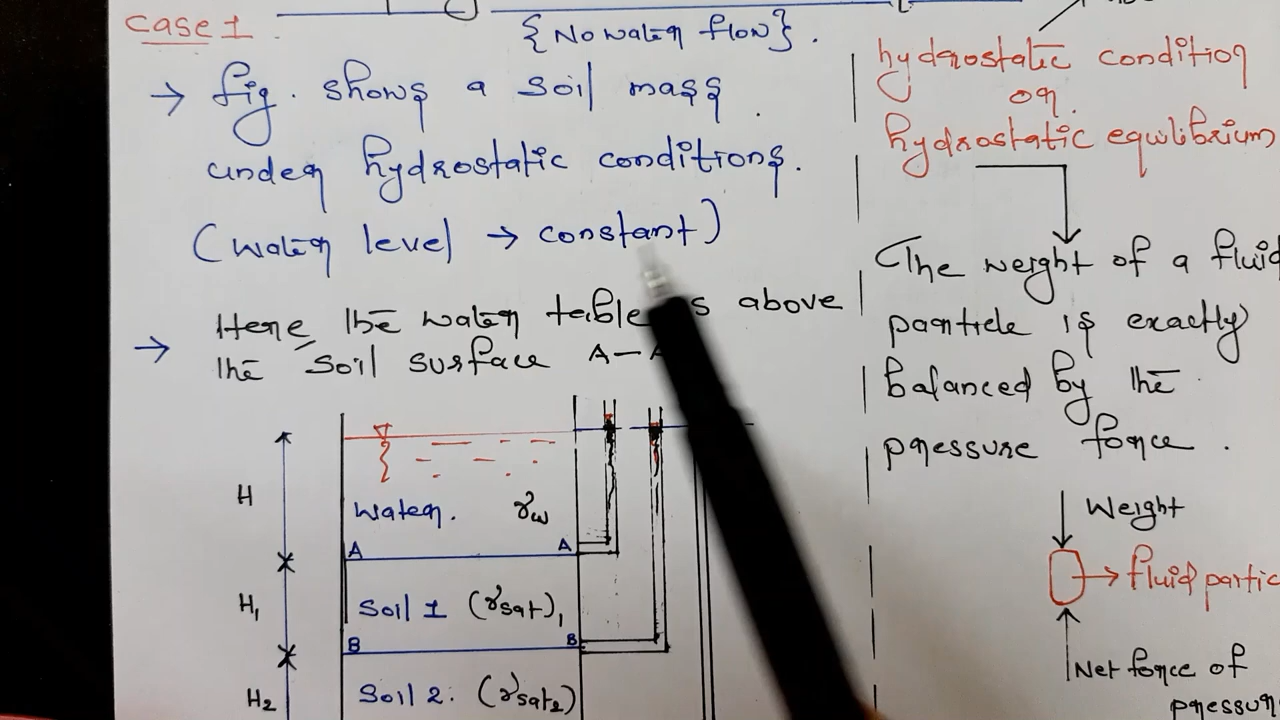 Case 1.
{No water flow}.
→ fig. shows a soil mass
under hydrostatic conditions.
(water level → constant)
→ Here the water table is above
the soil surface A-A
H
water. γw
A A
H1
Soil 1 (γsat)1
B B
H2
Soil 2. (γsat2)
hydrostatic condition
or
hydrostatic equilibrium
(The weight of a fluid
particle is exactly
balanced by the
pressure force.
Weight
→ fluid partic
Net force of
pressur